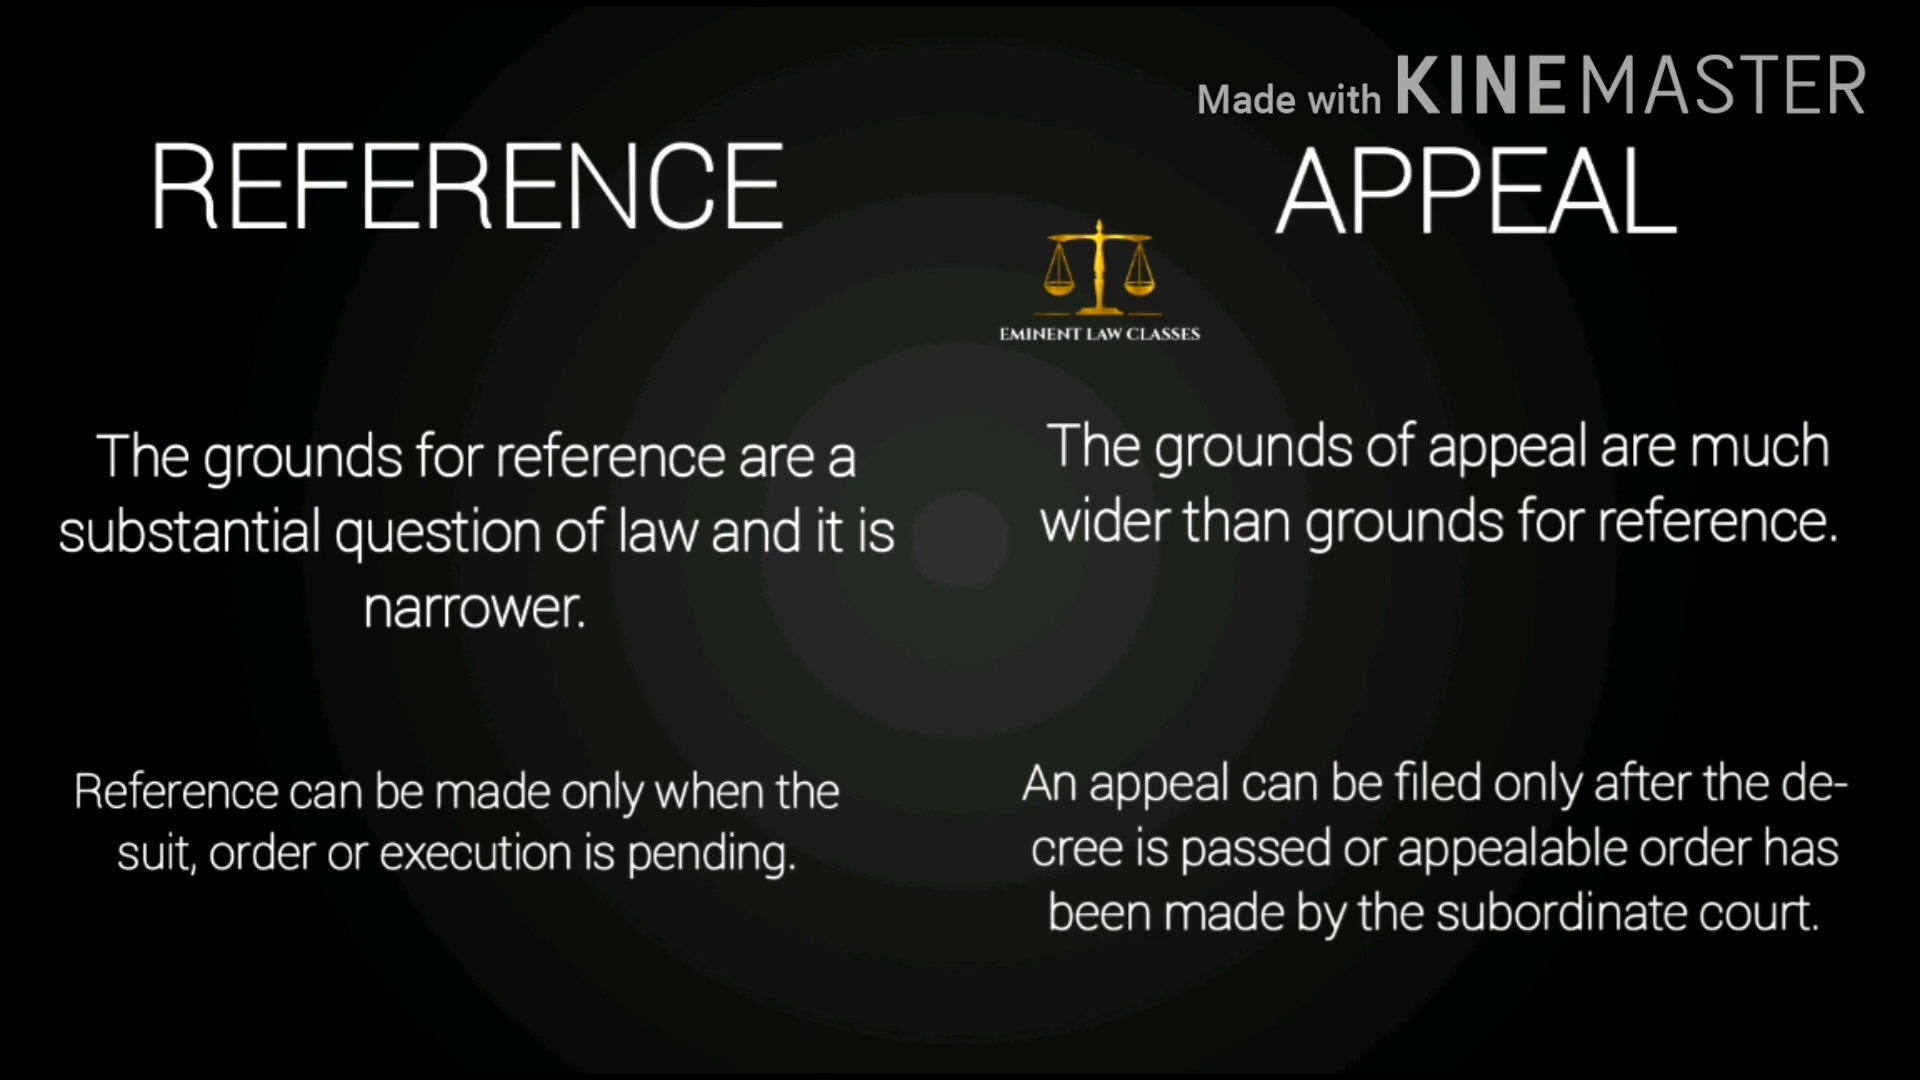 Made with KINEMASTER
REFERENCE
APPEAL
EMINENT LAW CLASSES
The grounds for reference are a
substantial question of law and it is
narrower.
The grounds of appeal are much
wider than grounds for reference.
Reference can be made only when the
suit, order or execution is pending.
An appeal can be filed only after the de-
cree is passed or appealable order has
been made by the subordinate court.